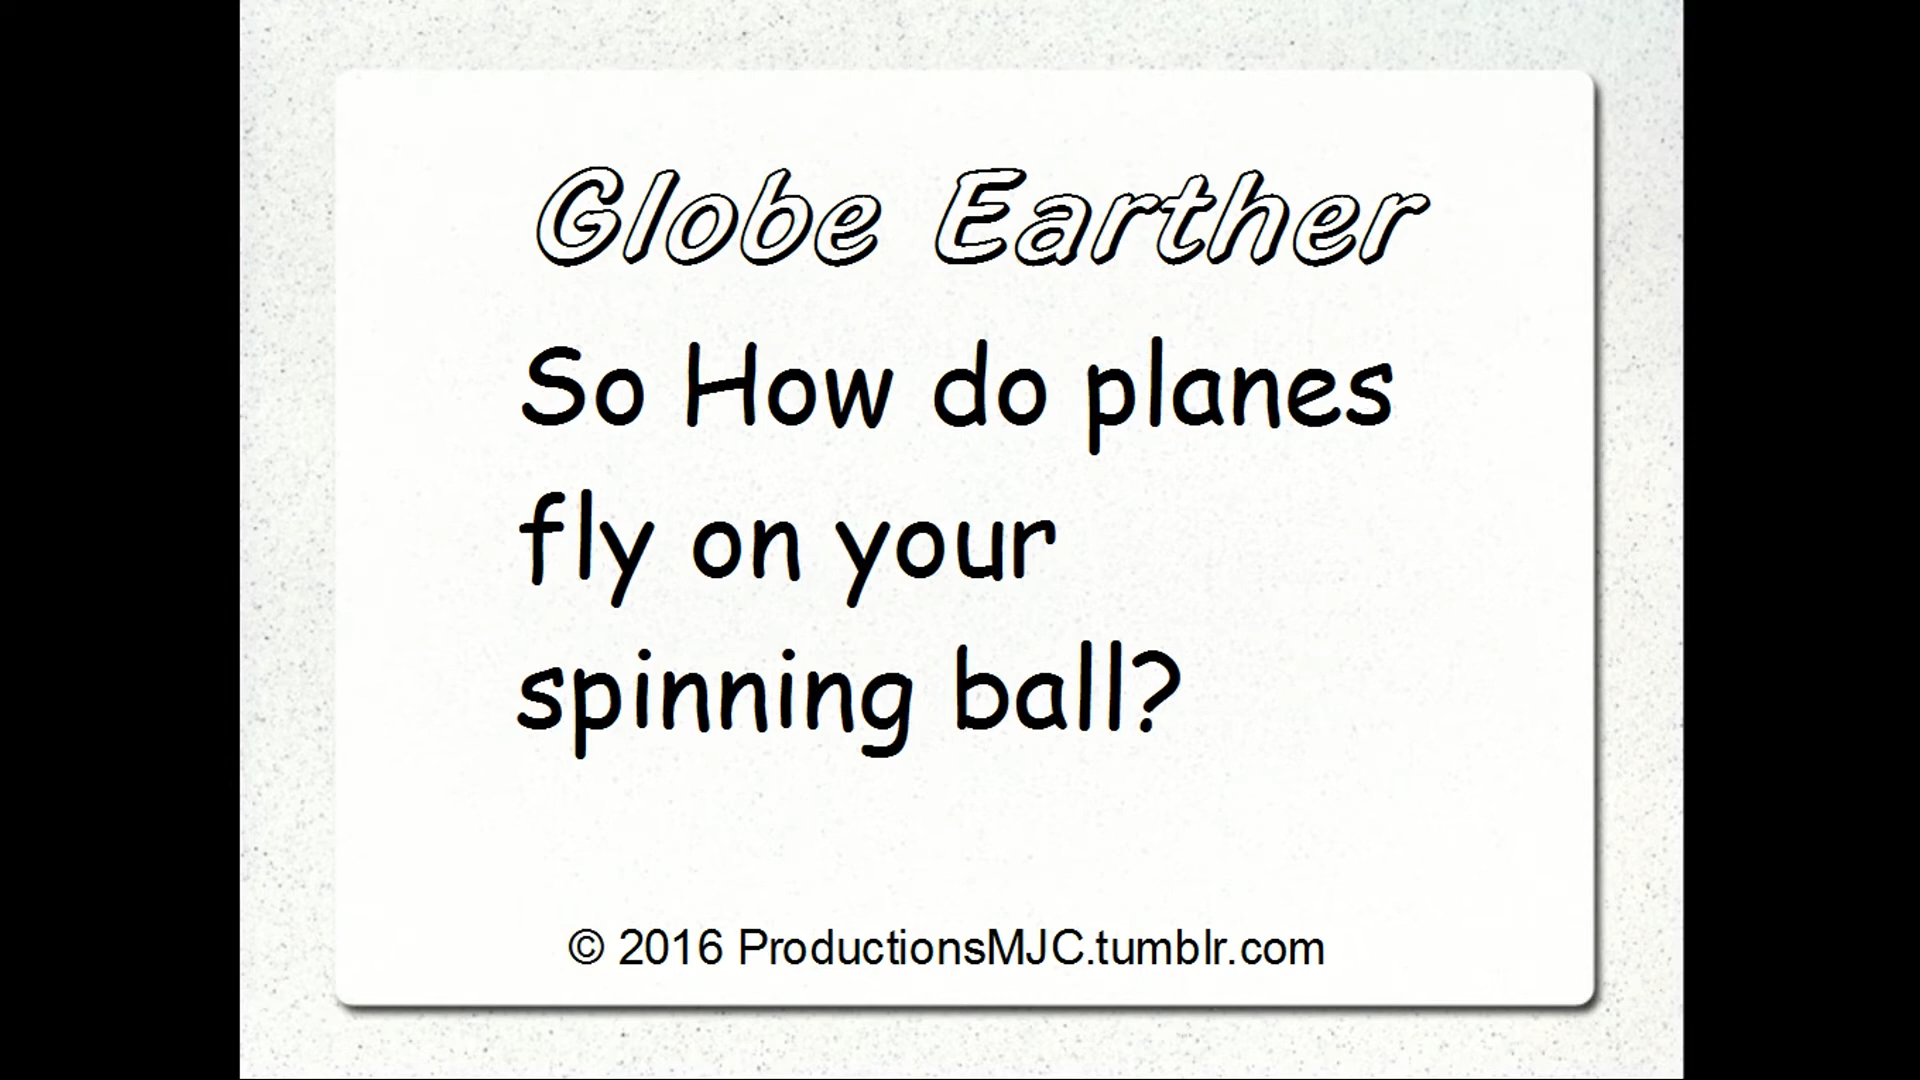 Globe Earther
So How do planes
fly on your
spinning ball?
© 2016 ProductionsMJC.tumblr.com